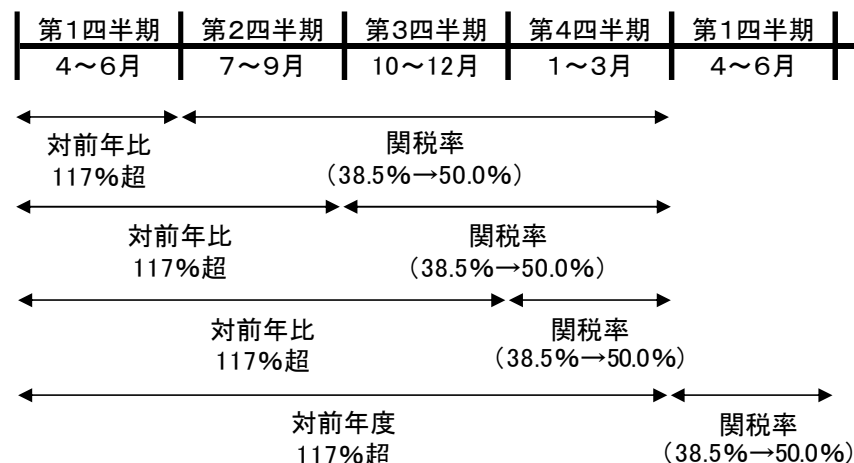 第1四半期 第2四半期 第3四半期 第4四半期 第1四半期
4～6月 7～9月 10～12月 1～3月 4～6月
対前年比 関税率
117%超 （38.5%→50.0%）
対前年比 関税率
117%超 （38.5%→50.0%）
対前年比 関税率
117%超 （38.5%→50.0%）
対前年度 関税率
117%超 （38.5%→50.0%）